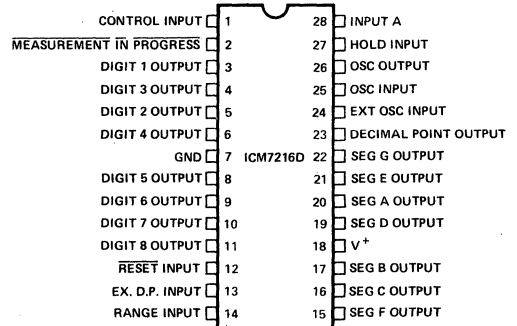 CONTROL INPUT 1 28 INPUT A
MEASUREMENT IN PROGRESS 2 27 HOLD INPUT
DIGIT 1 OUTPUT 3 26 OSC OUTPUT
DIGIT 3 OUTPUT 4 25 OSC INPUT
DIGIT 2 OUTPUT 5 24 EXT OSC INPUT
DIGIT 4 OUTPUT 6 23 DECIMAL POINT OUTPUT
GND 7 ICM7216D 22 SEG G OUTPUT
DIGIT 5 OUTPUT 8 21 SEG E OUTPUT
DIGIT 6 OUTPUT 9 20 SEG A OUTPUT
DIGIT 7 OUTPUT 10 19 SEG D OUTPUT
DIGIT 8 OUTPUT 11 18 V+
RESET INPUT 12 17 SEG B OUTPUT
EX. D.P. INPUT 13 16 SEG C OUTPUT
RANGE INPUT 14 15 SEG F OUTPUT